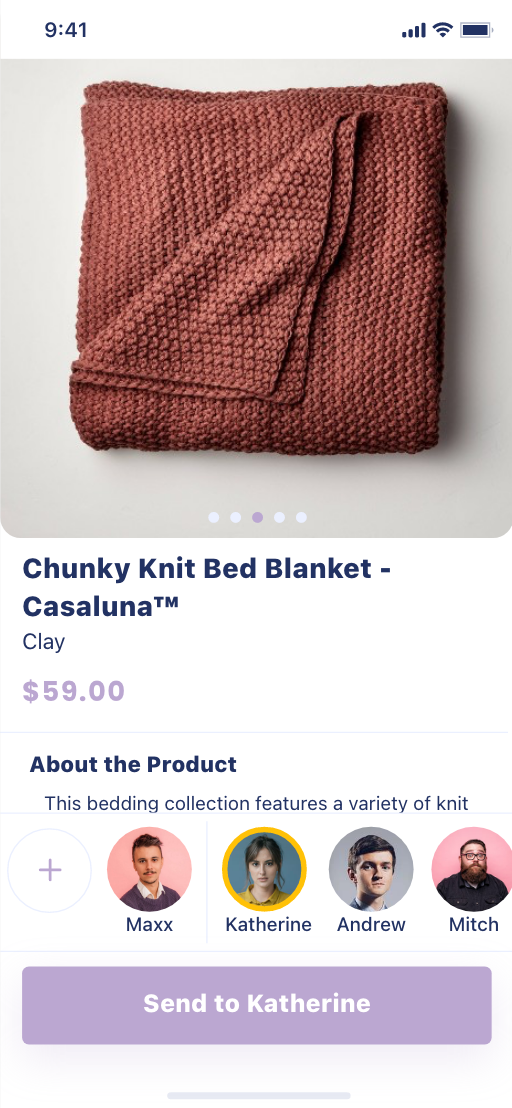 9:41
Chunky Knit Bed Blanket -
Casaluna™
Clay
$59.00
About the Product
This bedding collection features a variety of knit
Maxx
Katherine
Andrew
Mitch
Send to Katherine